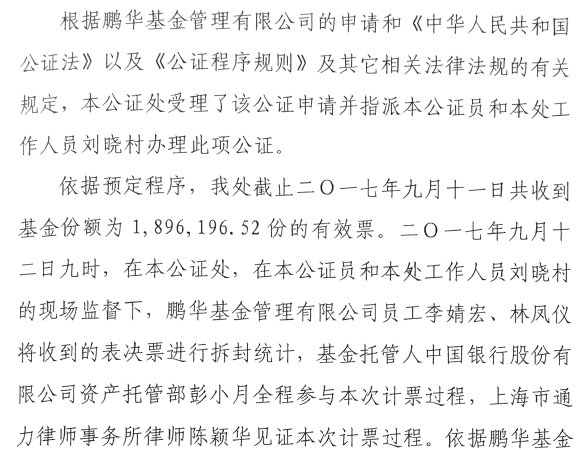 根据鹏华基金管理有限公司的申请和《中华人民共和国
公证法》以及《公证程序规则》及其它相关法律法规的有关
规定，本公证处受理了该公证申请并指派本公证员和本处工
作人员刘晓村办理此项公证。
依据预定程序，我处截止二〇一七年九月十一日共收到
基金份额为 1,896,196.52 份的有效票。二〇一七年九月十
二日九时，在本公证处，在本公证员和本处工作人员刘晓村
的现场监督下，鹏华基金管理有限公司员工李婧宏、林凤仪
将收到的表决票进行拆封统计，基金托管人中国银行股份有
限公司资产托管部彭小月全程参与本次计票过程，上海市通
力律师事务所律师陈颖华见证本次计票过程。依据鹏华基金